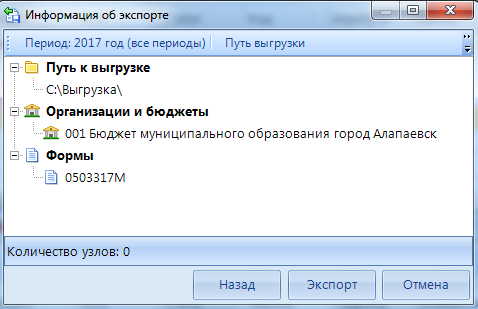 Информация об экспорте
Период: 2017 год (все периоды) Путь выгрузки
Путь к выгрузке
C:\Выгрузка\
Организации и бюджеты
001 Бюджет муниципального образования город Алапаевск
Формы
0503317М
Количество узлов: 0
Назад Экспорт Отмена